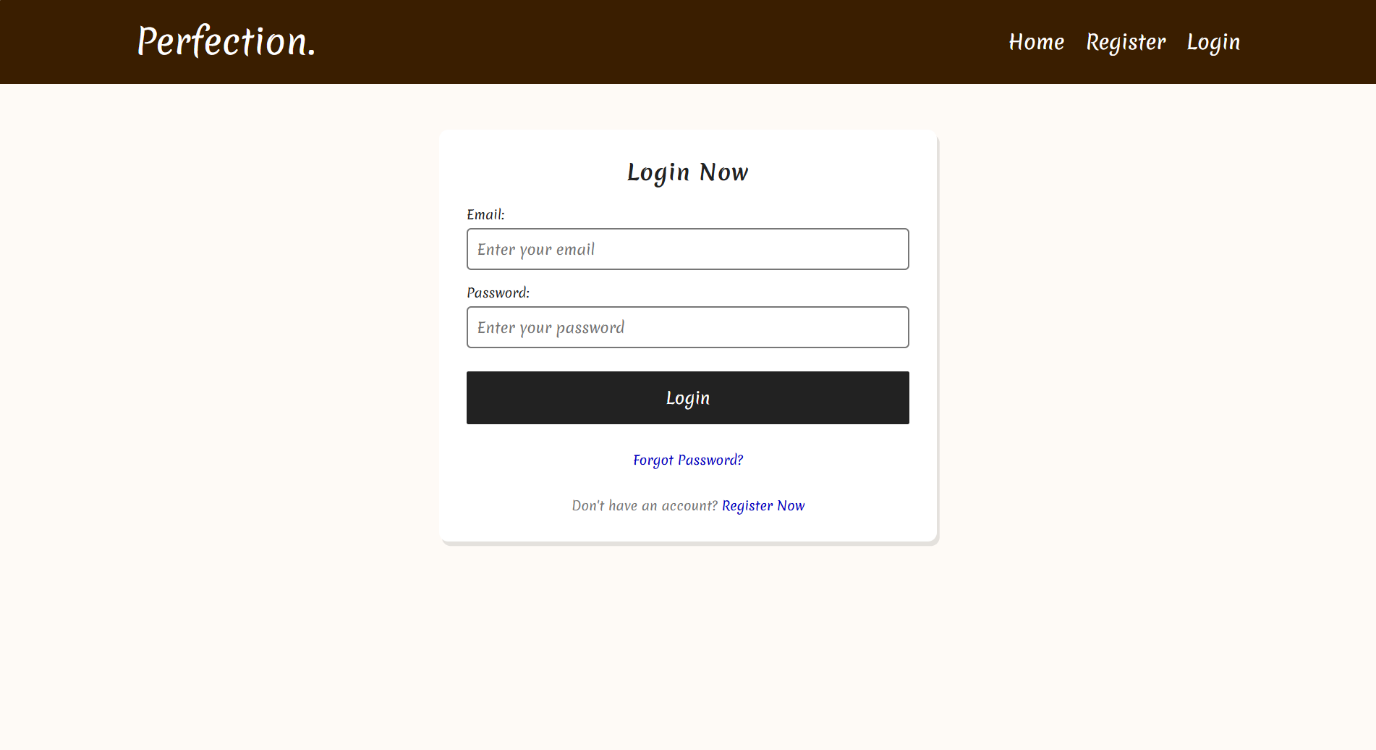 Perfection.
Home Register Login
Login Now
Email:
Enter your email
Password:
Enter your password
Login
Forgot Password?
Don't have an account? Register Now